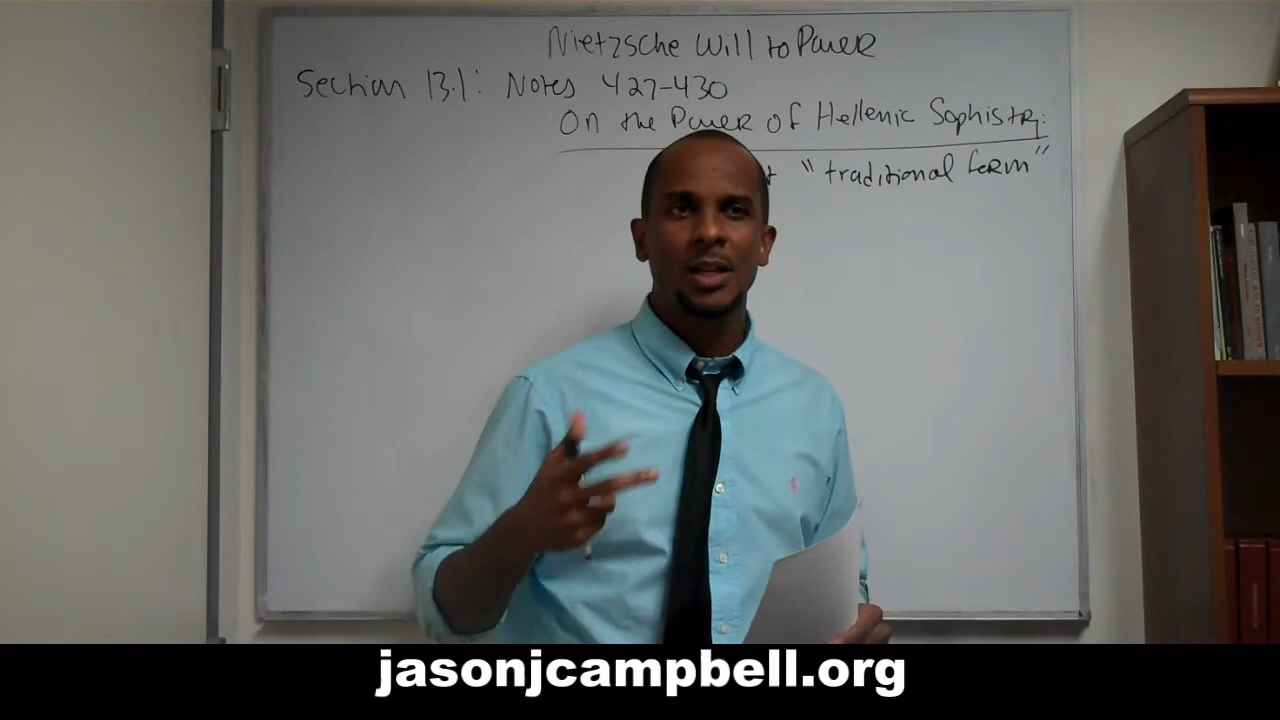 Nietzsche Will to Power
Section 13.1: Notes 427-430
On the Power of Hellenic Sophistry:
"traditional form"
jasonjcampbell.org